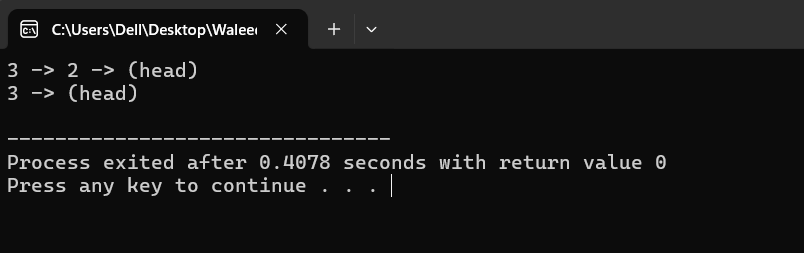 C:\Users\Dell\Desktop\Walee
3 -> 2 -> (head)
3 -> (head)
--------------------------------
Process exited after 0.4078 seconds with return value 0
Press any key to continue . . .